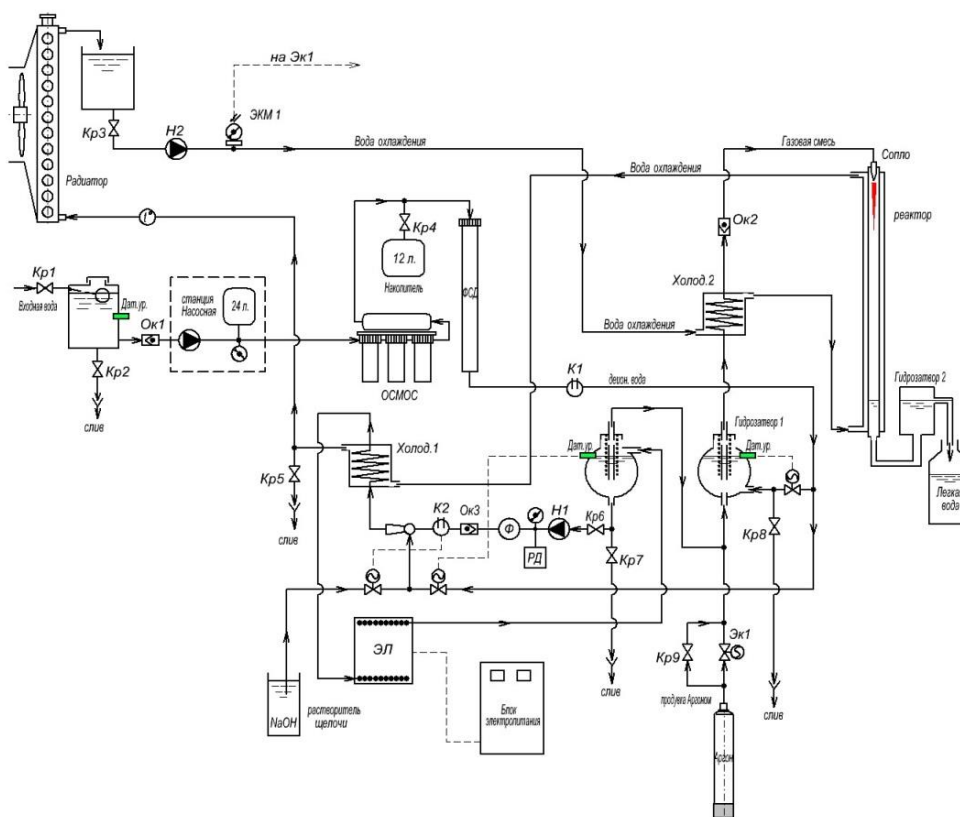 на Эк1
ЭКМ 1
Кр3
Н2
Вода охлаждения
Газовая смесь
Сопло
Вода охлаждения
Радиатор
реактор
Кр4
Ок2
12 л.
Накопитель
ФСД
Кр1
Входная вода
Дат.ур.
станция
Насосная
24 л.
Ок1
Холод.2
Вода охлаждения
Кр2
слив
ОСМОС
К1
деион. вода
Гидрозатвор 2
Гидрозатвор 1
Холод.1
Дат.ур.
Дат.ур.
Легкая
вода
Кр5
К2
Ок3
Н1
Кр6
слив
Ф
РД
Кр7
Кр8
ЭЛ
Эк1
Кр9
NaOH
растворитель
щелочи
Блок
электропитания
слив
продувка Аргоном
слив
Аргон